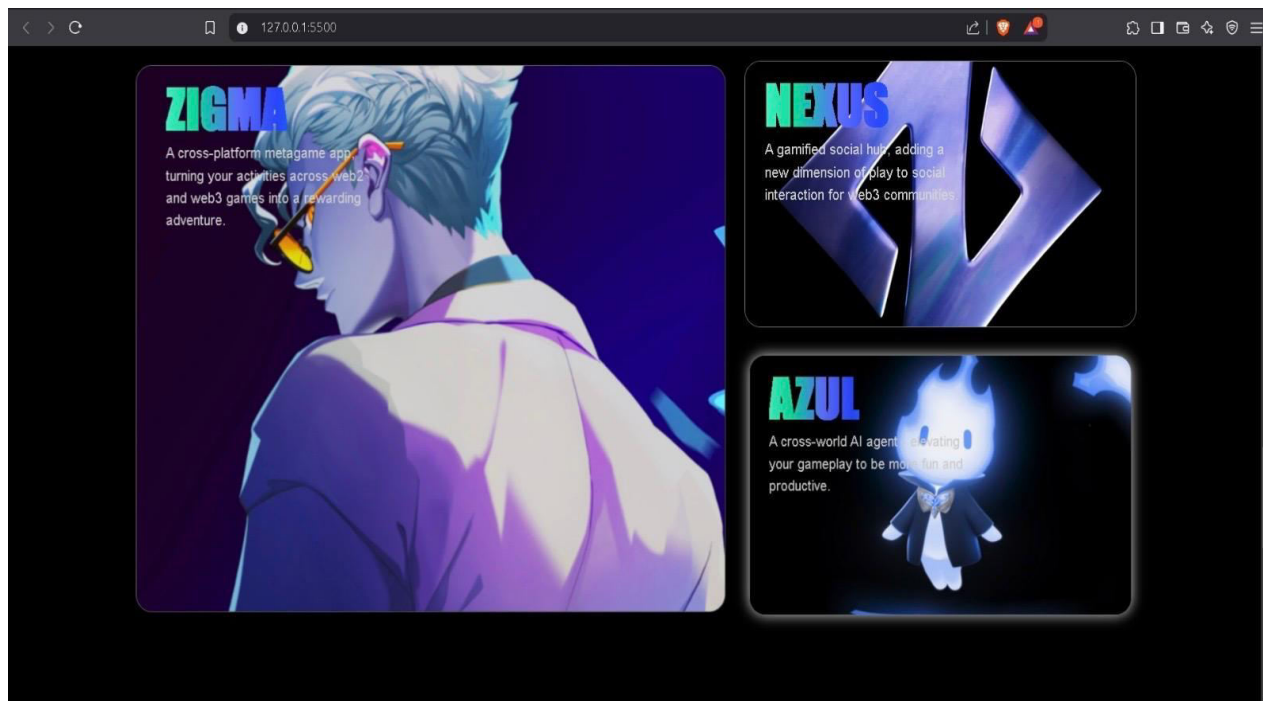 127.0.0.1:5500
ZIGMA
A cross-platform metagame app,
turning your activities across web2
and web3 games into a rewarding
adventure.
NEXUS
A gamified social hub, adding a
new dimension of play to social
interaction for web3 communities
AZUL
A cross-world AI agent elevating
your gameplay to be more fun and
productive.